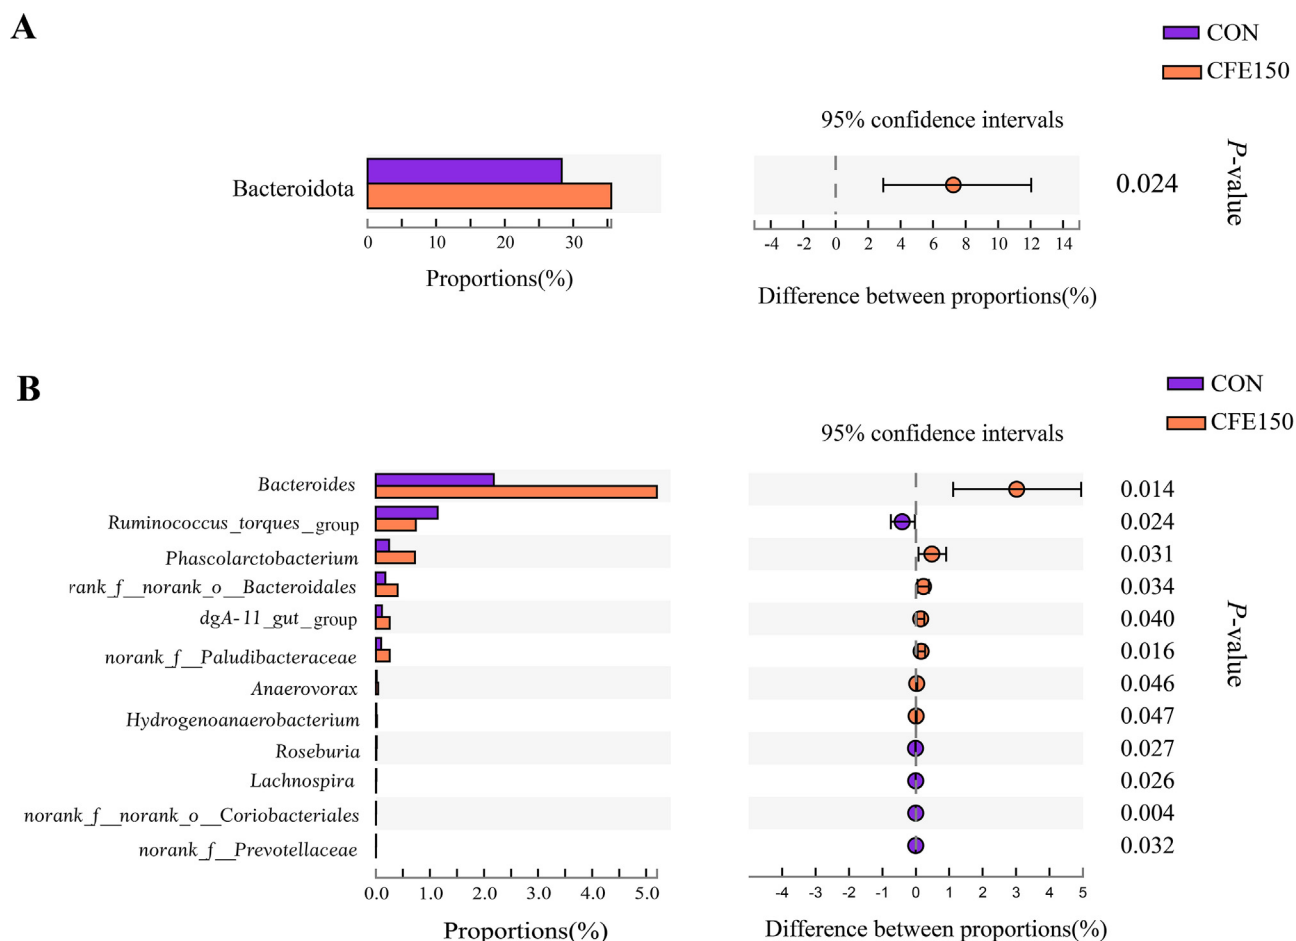 A
CON
CFE150
95% confidence intervals
P-value
Bacteroidota
0.024
0 10 20 30
-4 -2 0 2 4 6 8 10 12 14
Proportions(%)
Difference between proportions(%)
B
CON
CFE150
95% confidence intervals
Bacteroides 0.014
Ruminococcus_torques_group 0.024
Phascolarctobacterium 0.031
rank_f__norank_o__Bacteroidales 0.034
dgA-11_gut_group 0.040
norank_f__Paludibacteraceae 0.016
Anaerovorax 0.046
Hydrogenoanaerobacterium 0.047
Roseburia 0.027
Lachnospira 0.026
norank_f__norank_o__Coriobacteriales 0.004
norank_f__Prevotellaceae 0.032
P-value
0.0 1.0 2.0 3.0 4.0 5.0
-4 -3 -2 -1 0 1 2 3 4 5
Proportions(%)
Difference between proportions(%)